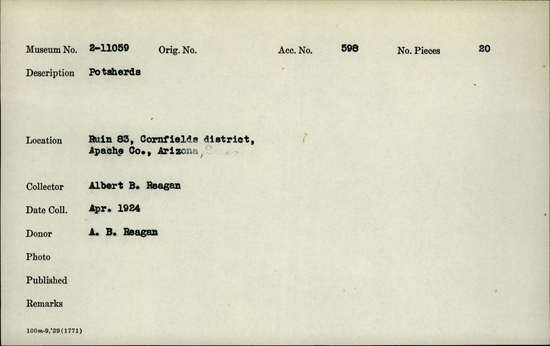 Museum No. 2-11059 Orig. No. Acc. No. 598 No. Pieces 20
Description Potsherds
Location Ruin 83, Cornfields district,
Apache Co., Arizona,
Collector Albert B. Reagan
Date Coll. Apr. 1924
Donor A. B. Reagan
Photo
Published
Remarks
100m-9,'39(1771)